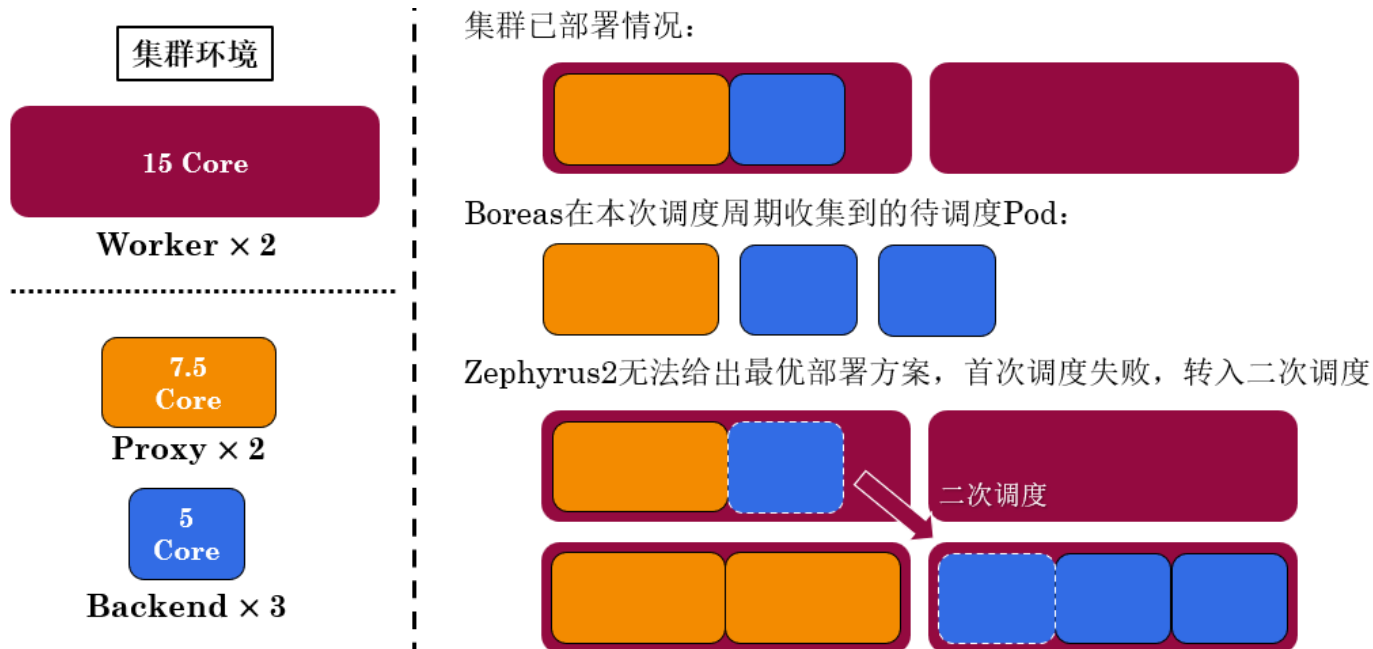 集群环境
15 Core
Worker × 2
7.5
Core
Proxy × 2
5
Core
Backend × 3
集群已部署情况：
Boreas在本次调度周期收集到的待调度Pod：
Zephyrus2无法给出最优部署方案，首次调度失败，转入二次调度
二次调度